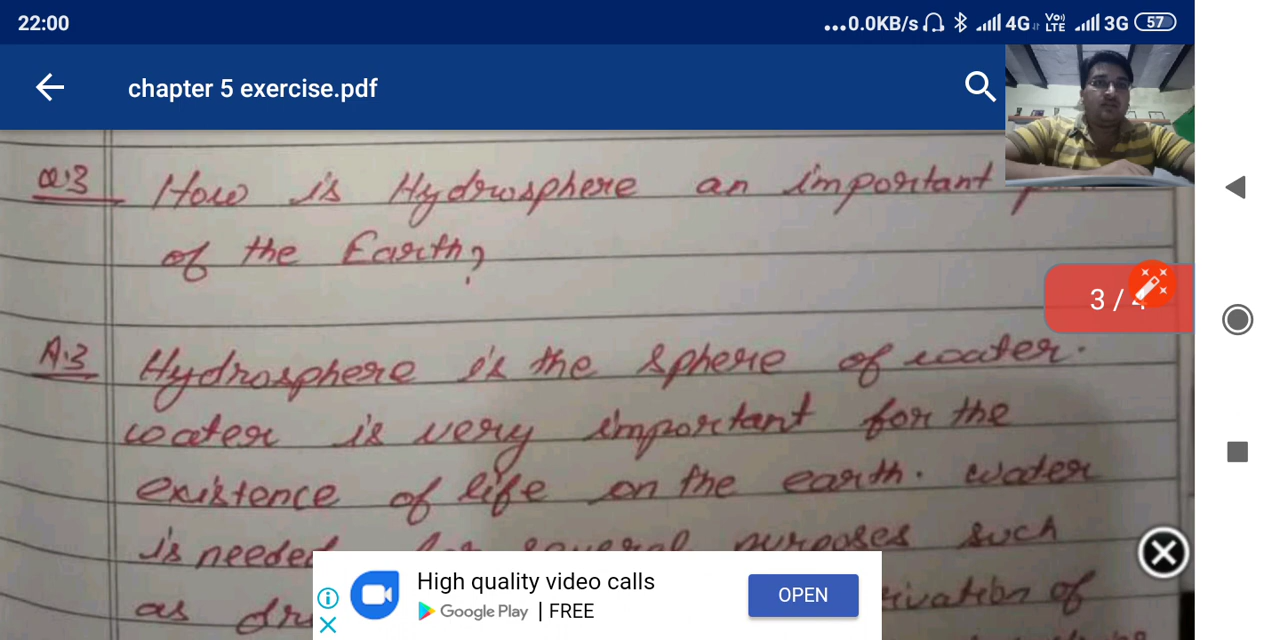 22:00
...0.0KB/s 4G Vo)) LTE 3G 57
chapter 5 exercise.pdf
Q.3 How is Hydrosphere an important
of the Earth?
3 / 4
A.3 Hydrosphere is the sphere of water.
water is very important for the
existence of life on the earth. water
is needed for several purposes such
as
of
High quality video calls
Google Play | FREE
OPEN